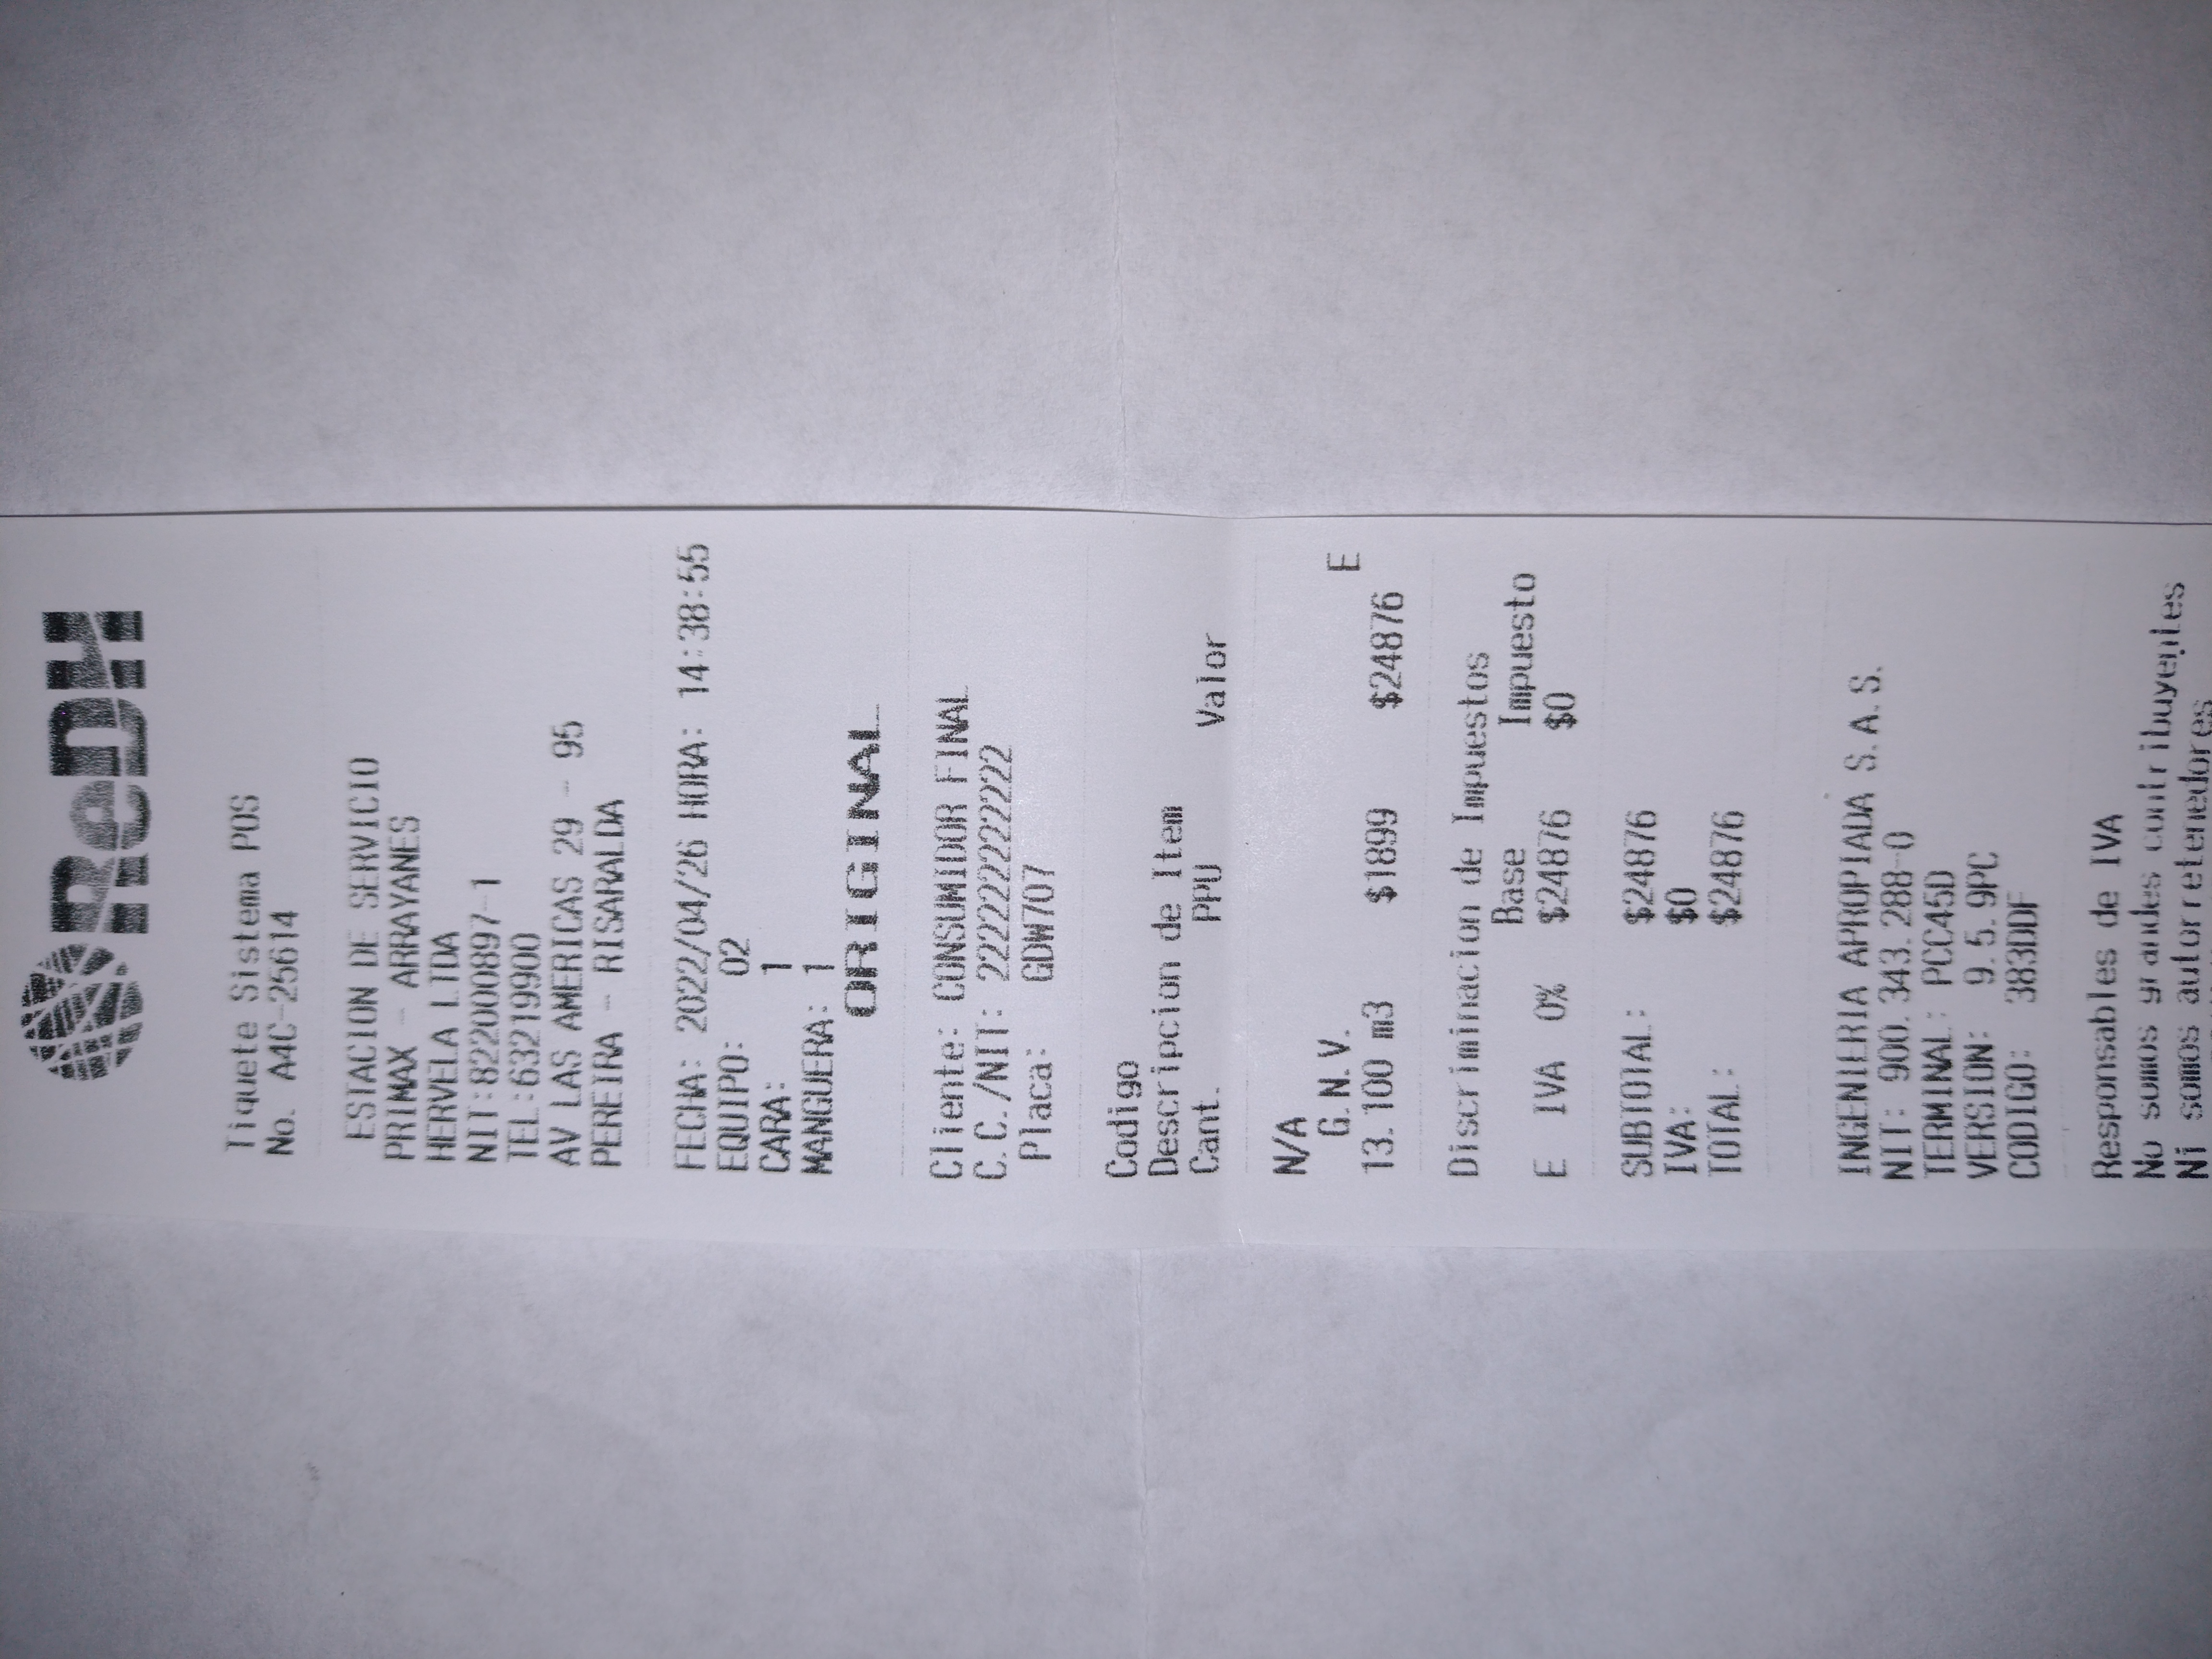 ReDH
Tiquete Sistema POS
No. A4C-25614
ESTACION DE SERVICIO
PRIMAX - ARRAYANES
HERVELA LTDA
NIT:822000897-1
TEL:632199900
AV LAS AMERICAS 29 - 95
PEREIRA - RISARALDA
FECHA: 2022/04/26 HORA: 14:38:55
EQUIPO: 02
CARA: 1
MANGUERA: 1
ORIGINAL
Cliente: CONSUMIDOR FINAL
C.C./NIT: 222222222222
Placa: GDW707
Codigo
Descripcion de Item
Cant. PPU Valor
N/A
G.N.V. E
13.100 m3 $1899 $24876
Discriminacion de Impuestos
Base Impuesto
E IVA 0% $24876 $0
SUBTOTAL: $24876
IVA: $0
TOTAL: $24876
INGENIERIA APROPIADA S.A.S.
NIT: 900.343.288-0
TERMINAL: PCC45D
VERSION: 9.5.9PC
CODIGO: 383DDF
Responsables de IVA
No somos grandes contribuyentes
Ni somos autorretenedores